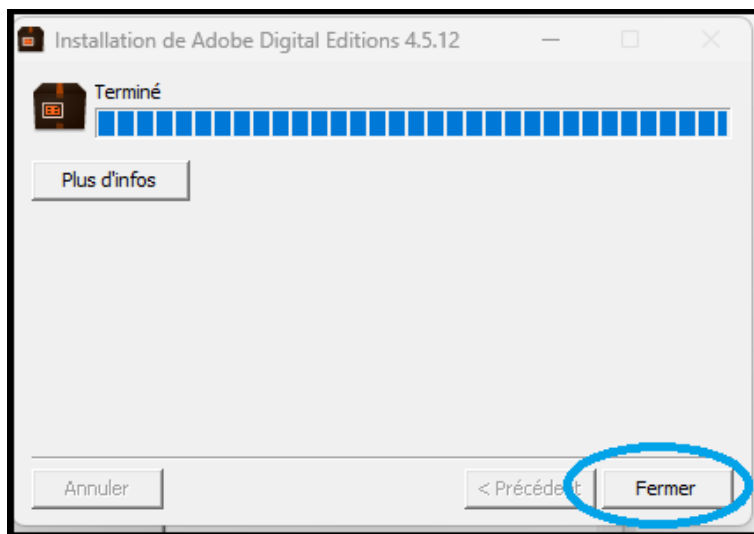 Installation de Adobe Digital Editions 4.5.12
Terminé
Plus d'infos
Annuler
< Précédent
Fermer